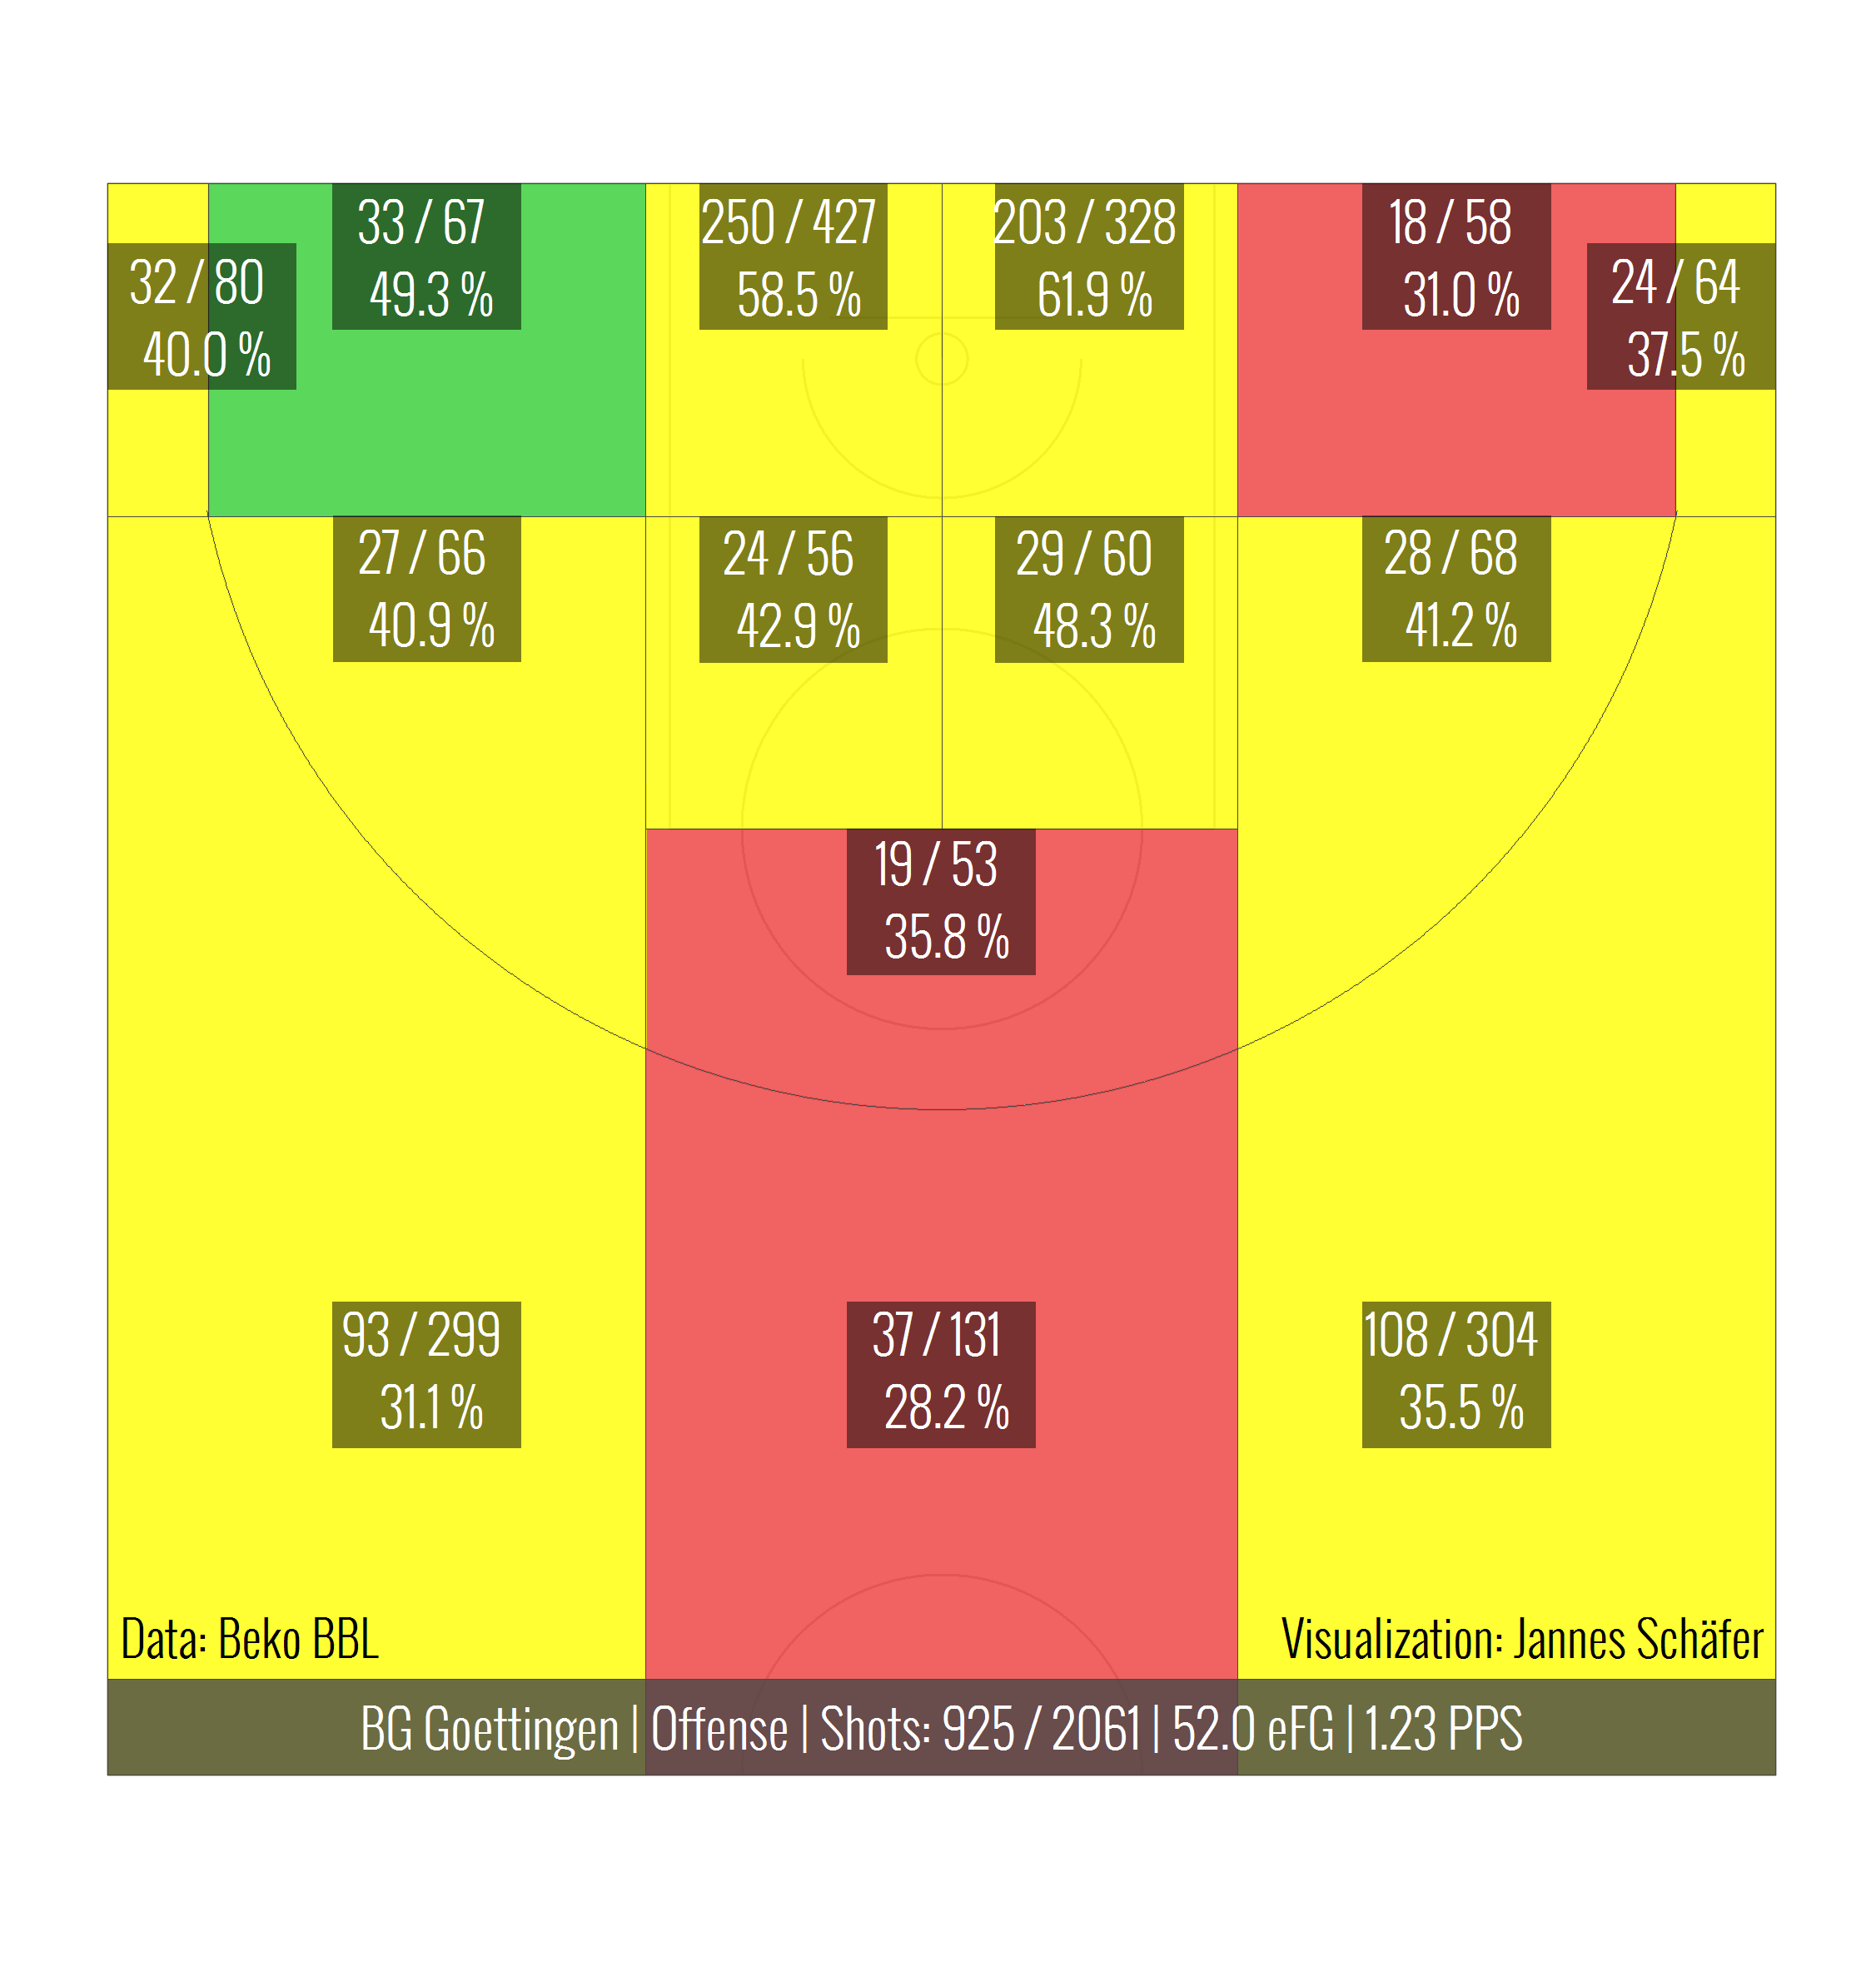 33 / 67
49.3 %
250 / 427
58.5 %
203 / 328
61.9 %
18 / 58
31.0 %
32 / 80
40.0 %
24 / 64
37.5 %
27 / 66
40.9 %
24 / 56
42.9 %
29 / 60
48.3 %
28 / 68
41.2 %
19 / 53
35.8 %
93 / 299
31.1 %
37 / 131
28.2 %
108 / 304
35.5 %
Data: Beko BBL
Visualization: Jannes Schäfer
BG Goettingen | Offense | Shots: 925 / 2061 | 52.0 eFG | 1.23 PPS